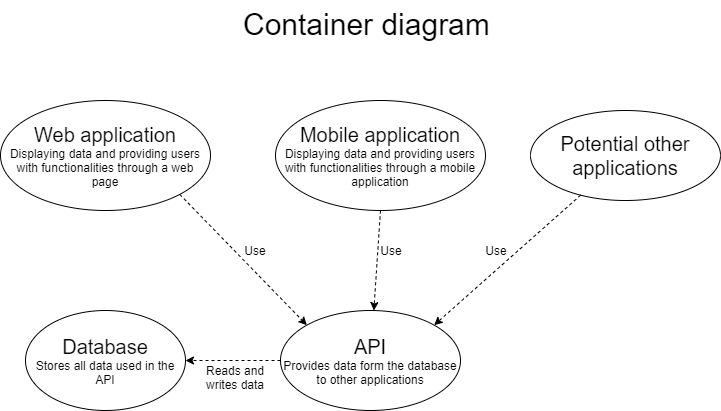 Container diagram
Web application
Displaying data and providing users
with functionalities through a web
page
Mobile application
Displaying data and providing users
with functionalities through a mobile
application
Potential other
applications
Use
Use
Use
Database
Stores all data used in the
API
Reads and
writes data
API
Provides data form the database
to other applications